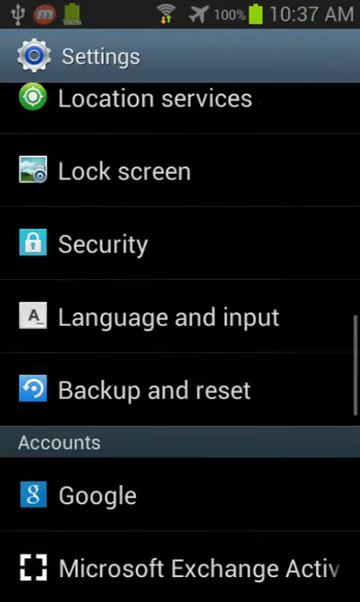 100% 10:37 AM
Settings
Location services
Lock screen
Security
Language and input
Backup and reset
Accounts
Google
Microsoft Exchange Activ